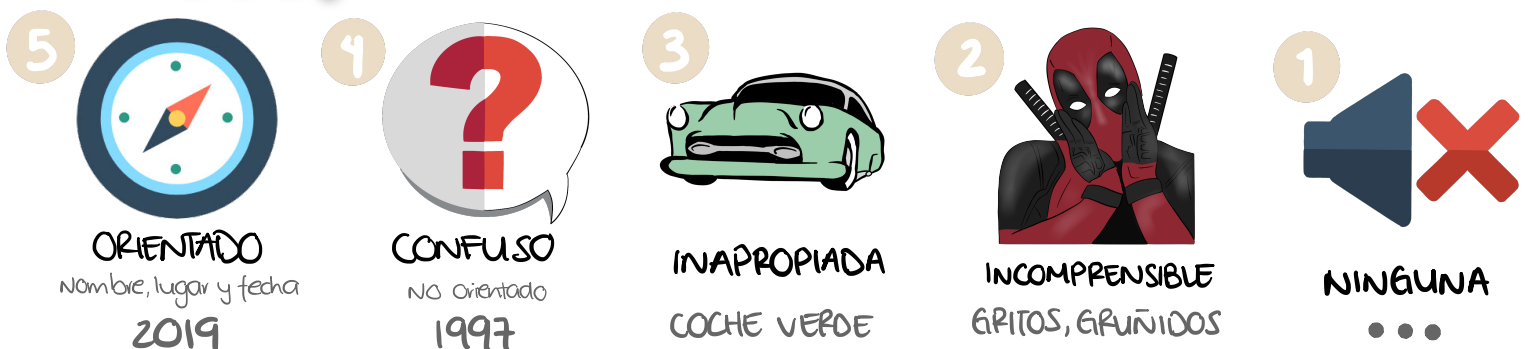 5
ORIENTADO
Nombre, lugar y fecha
2019
4
?
CONFUSO
NO Orientado
1997
3
INAPROPIADA
COCHE VERDE
2
INCOMPRENSIBLE
GRITOS, GRUÑIDOS
1
NINGUNA
...